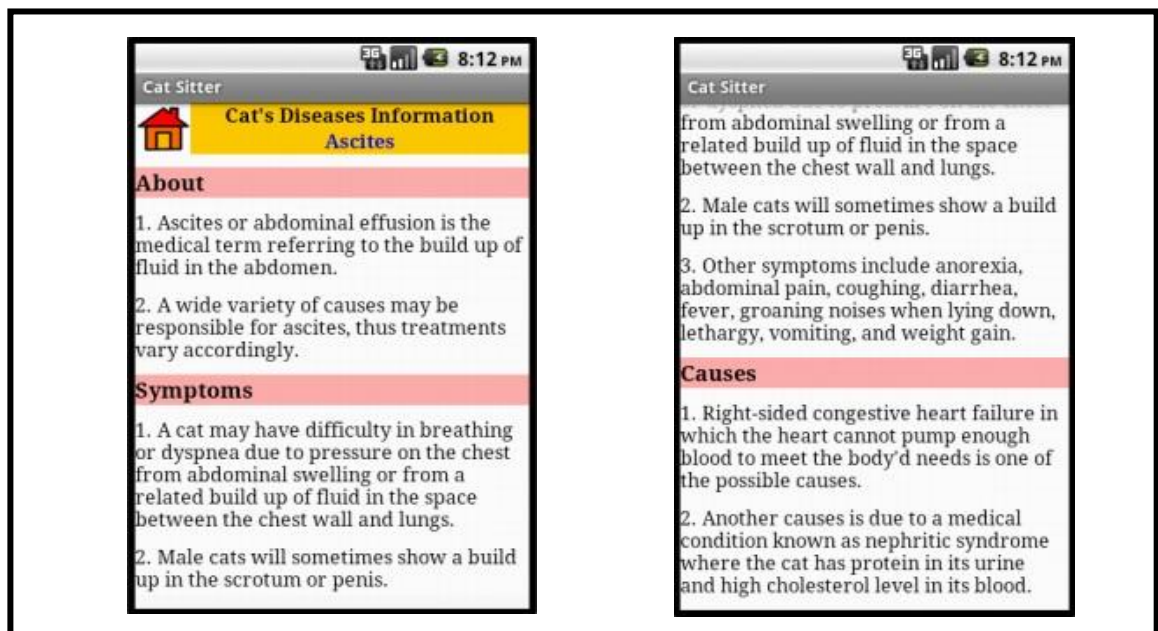 3G 8:12 PM
Cat Sitter
Cat's Diseases Information
Ascites
About
1. Ascites or abdominal effusion is the
medical term referring to the build up of
fluid in the abdomen.
2. A wide variety of causes may be
responsible for ascites, thus treatments
vary accordingly.
Symptoms
1. A cat may have difficulty in breathing
or dyspnea due to pressure on the chest
from abdominal swelling or from a
related build up of fluid in the space
between the chest wall and lungs.
2. Male cats will sometimes show a build
up in the scrotum or penis.
3G 8:12 PM
Cat Sitter
from abdominal swelling or from a
related build up of fluid in the space
between the chest wall and lungs.
2. Male cats will sometimes show a build
up in the scrotum or penis.
3. Other symptoms include anorexia,
abdominal pain, coughing, diarrhea,
fever, groaning noises when lying down,
lethargy, vomiting, and weight gain.
Causes
1. Right-sided congestive heart failure in
which the heart cannot pump enough
blood to meet the body'd needs is one of
the possible causes.
2. Another causes is due to a medical
condition known as nephritic syndrome
where the cat has protein in its urine
and high cholesterol level in its blood.